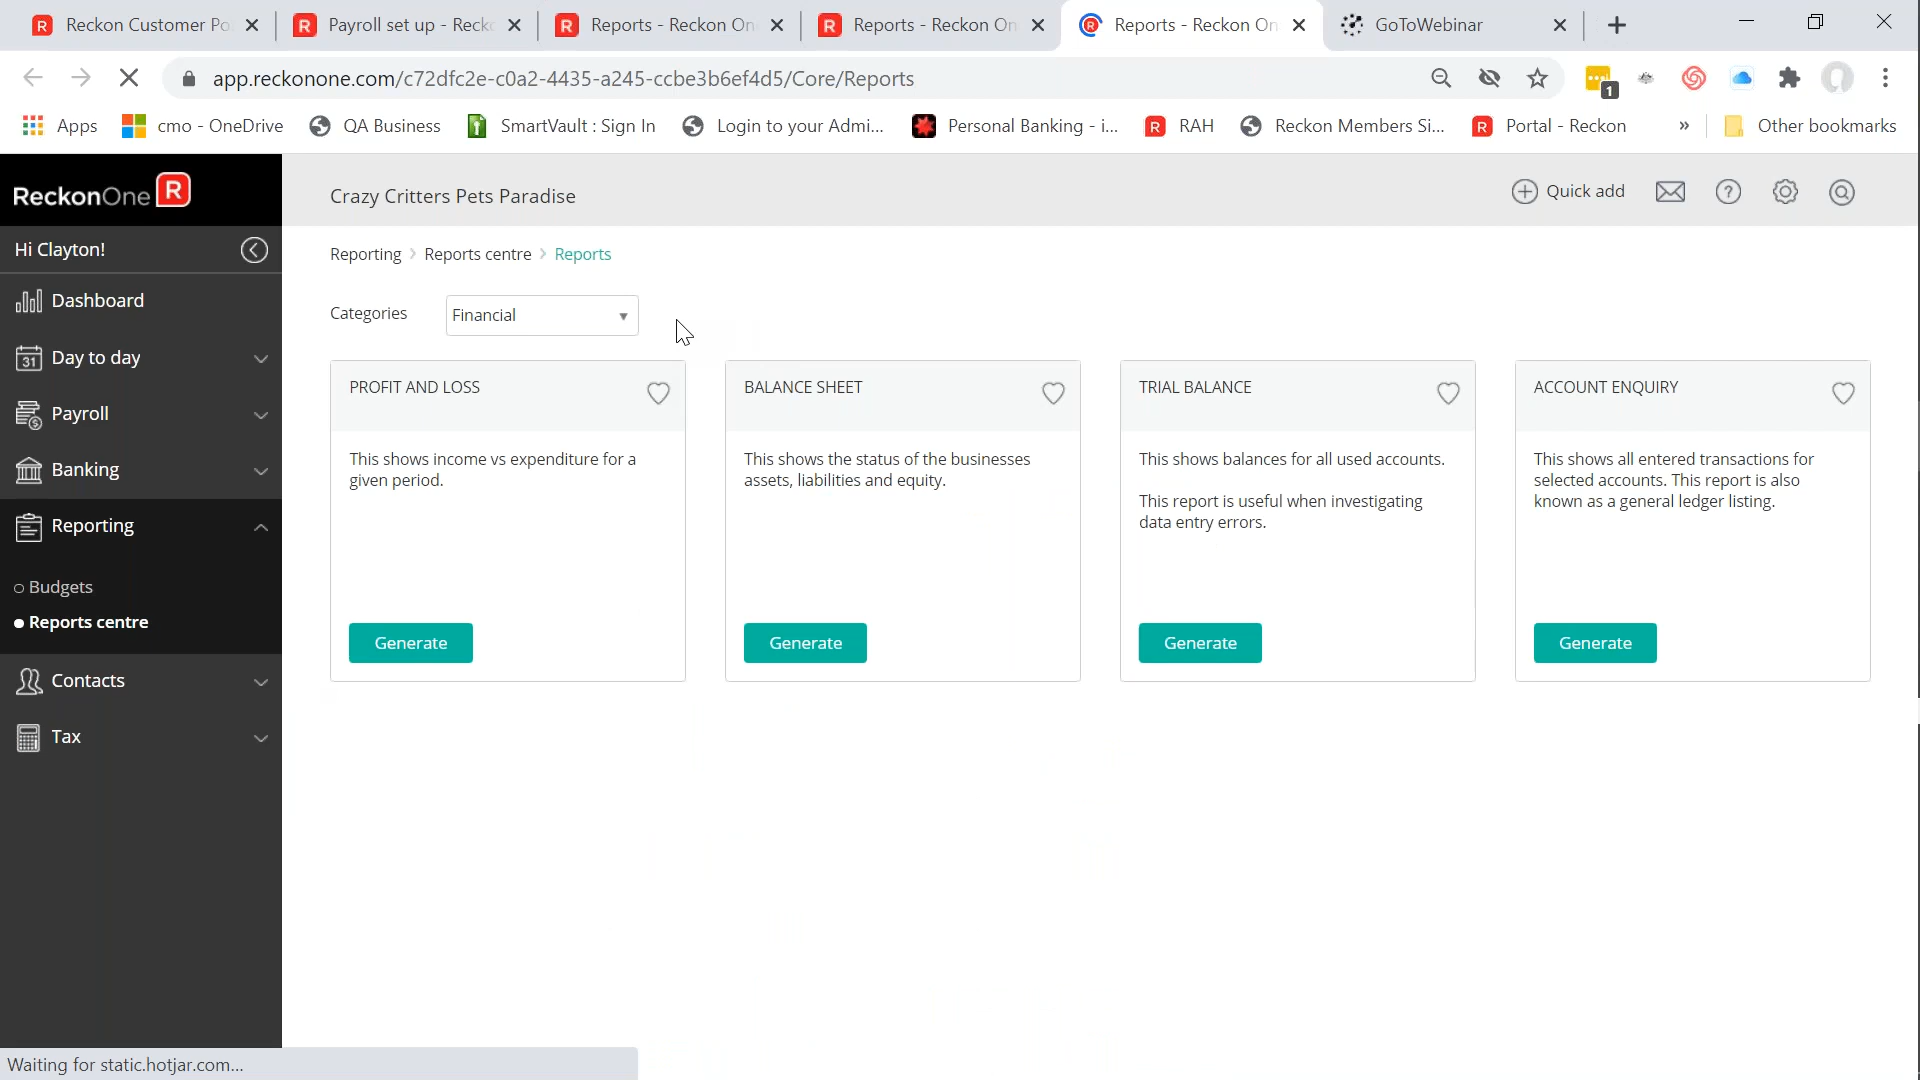 Reckon Customer Po
Payroll set up - Recko
Reports - Reckon On
Reports - Reckon On
Reports - Reckon On
GoToWebinar
app.reckonone.com/c72dfc2e-c0a2-4435-a245-ccbe3b6ef4d5/Core/Reports
1
Apps
cmo - OneDrive
QA Business
SmartVault : Sign In
Login to your Admi...
Personal Banking - i...
RAH
Reckon Members Si...
Portal - Reckon
»
Other bookmarks
ReckonOne R
Crazy Critters Pets Paradise
Quick add
Hi Clayton!
Reporting > Reports centre > Reports
Categories
Financial
Dashboard
31 Day to day
Payroll
Banking
Reporting
Budgets
Reports centre
Contacts
Tax
PROFIT AND LOSS
This shows income vs expenditure for a
given period.
Generate
BALANCE SHEET
This shows the status of the businesses
assets, liabilities and equity.
Generate
TRIAL BALANCE
This shows balances for all used accounts.
This report is useful when investigating
data entry errors.
Generate
ACCOUNT ENQUIRY
This shows all entered transactions for
selected accounts. This report is also
known as a general ledger listing.
Generate
Waiting for static.hotjar.com...